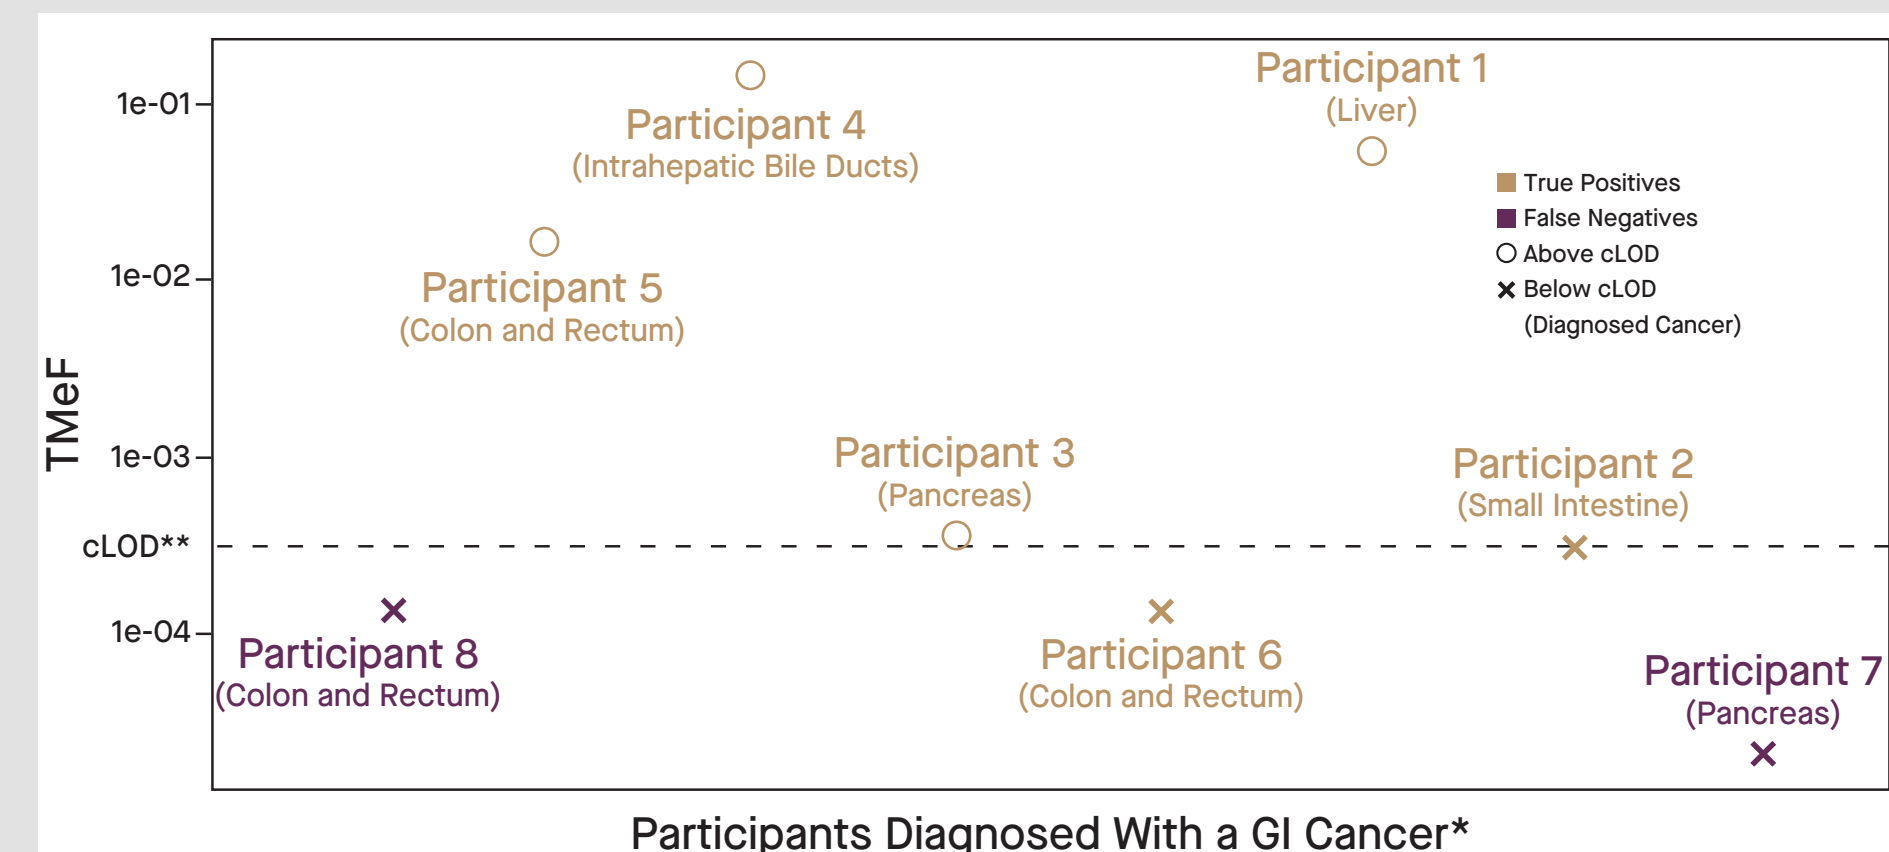 Participant 1
(Liver)
1e-01
Participant 4
(Intrahepatic Bile Ducts)
True Positives
False Negatives
Above cLOD
Below cLOD
(Diagnosed Cancer)
1e-02
Participant 5
(Colon and Rectum)
TMeF
1e-03
Participant 3
(Pancreas)
Participant 2
(Small Intestine)
cLOD**
1e-04
Participant 8
(Colon and Rectum)
Participant 6
(Colon and Rectum)
Participant 7
(Pancreas)
Participants Diagnosed With a GI Cancer*